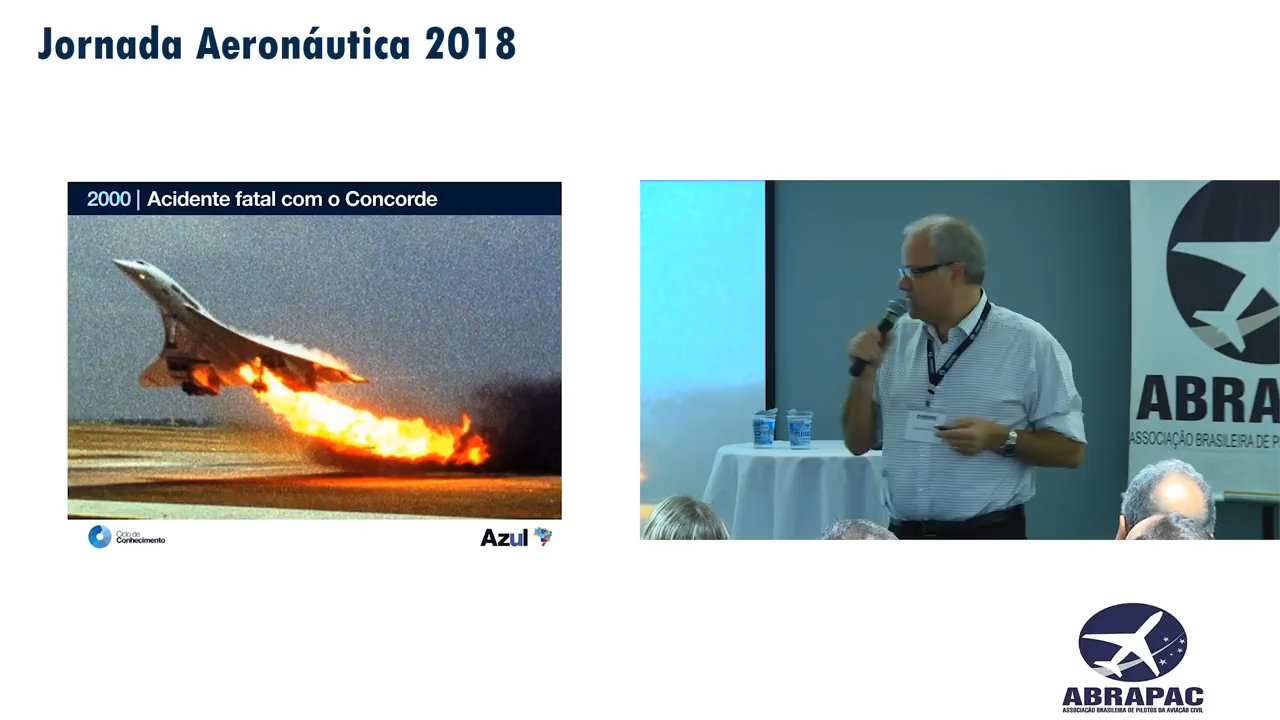 Jornada Aeronáutica 2018
2000 | Acidente fatal com o Concorde
Ciclo de
Conhecimento
Azul
ABRA
ASSOCIAÇÃO BRASILEIRA DE P
ABRAPAC
ASSOCIAÇÃO BRASILEIRA DE PILOTOS DA AVIAÇÃO CIVIL